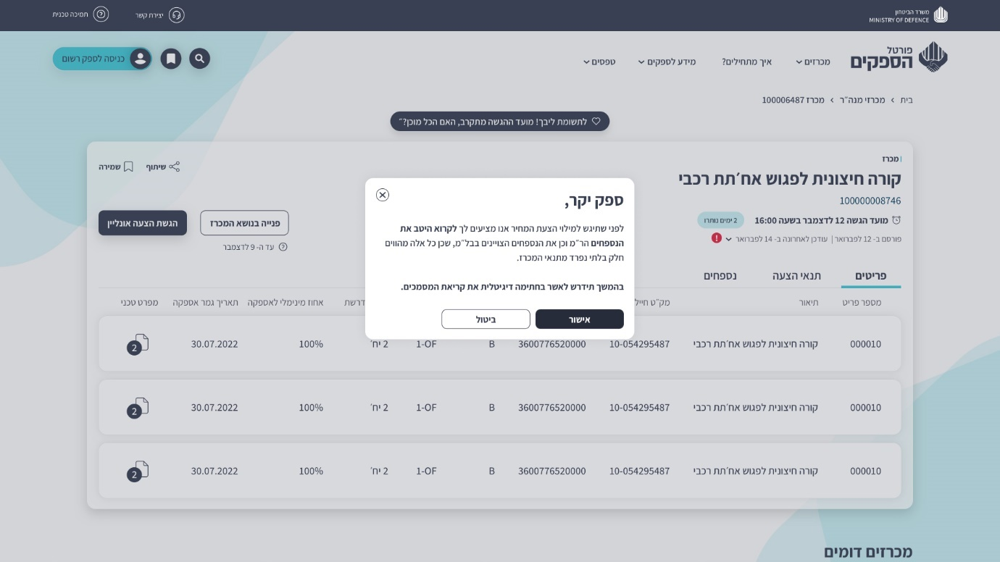 משרד הביטחון
MINISTRY OF DEFENCE
יצירת קשר
תמיכה טכנית
פורטל
הספקים
מכרזים
איך מתחילים?
מידע לספקים
טפסים
כניסה לספק רשום
בית › מכרזי מנה״ר › מכרז 100006487
לתשומת ליבך! מועד ההגשה מתקרב, האם הכל מוכן?״
מכרז
קורה חיצונית לפגוש אח׳תת רכבי
100000008746
מועד הגשה 12 לדצמבר בשעה 16:00
2 ימים נותרו
פורסם ב- 12 לפברואר | עודכן לאחרונה ב- 14 לפברואר
שיתוף
שמירה
פנייה בנושא המכרז
הגשת הצעה אונליין
עד ה- 9 לדצמבר
ספק יקר,
לפני שתיגש למילוי הצעת המחיר אנו מציעים לך לקרוא היטב את
הנספחים הר״מ וכן את הנספחים הצויינים בבל״מ, שכן כל אלה מהווים
חלק בלתי נפרד מתנאי המכרז.
בהמשך תידרש לאשר בחתימה דיגיטלית את קריאת המסמכים.
אישור
ביטול
פריטים
תנאי הצעה
נספחים
מספר פריט תיאור מק״ט חייל דרשת אחוז מינימלי לאספקה תאריך גמר אספקה מפרט טכני
000010 קורה חיצונית לפגוש אח׳תת רכבי 10-054295487 3600776520000 B 1-OF 2 יח׳ 100% 30.07.2022 2
000010 קורה חיצונית לפגוש אח׳תת רכבי 10-054295487 3600776520000 B 1-OF 2 יח׳ 100% 30.07.2022 2
000010 קורה חיצונית לפגוש אח׳תת רכבי 10-054295487 3600776520000 B 1-OF 2 יח׳ 100% 30.07.2022 2
מכרזים דומים